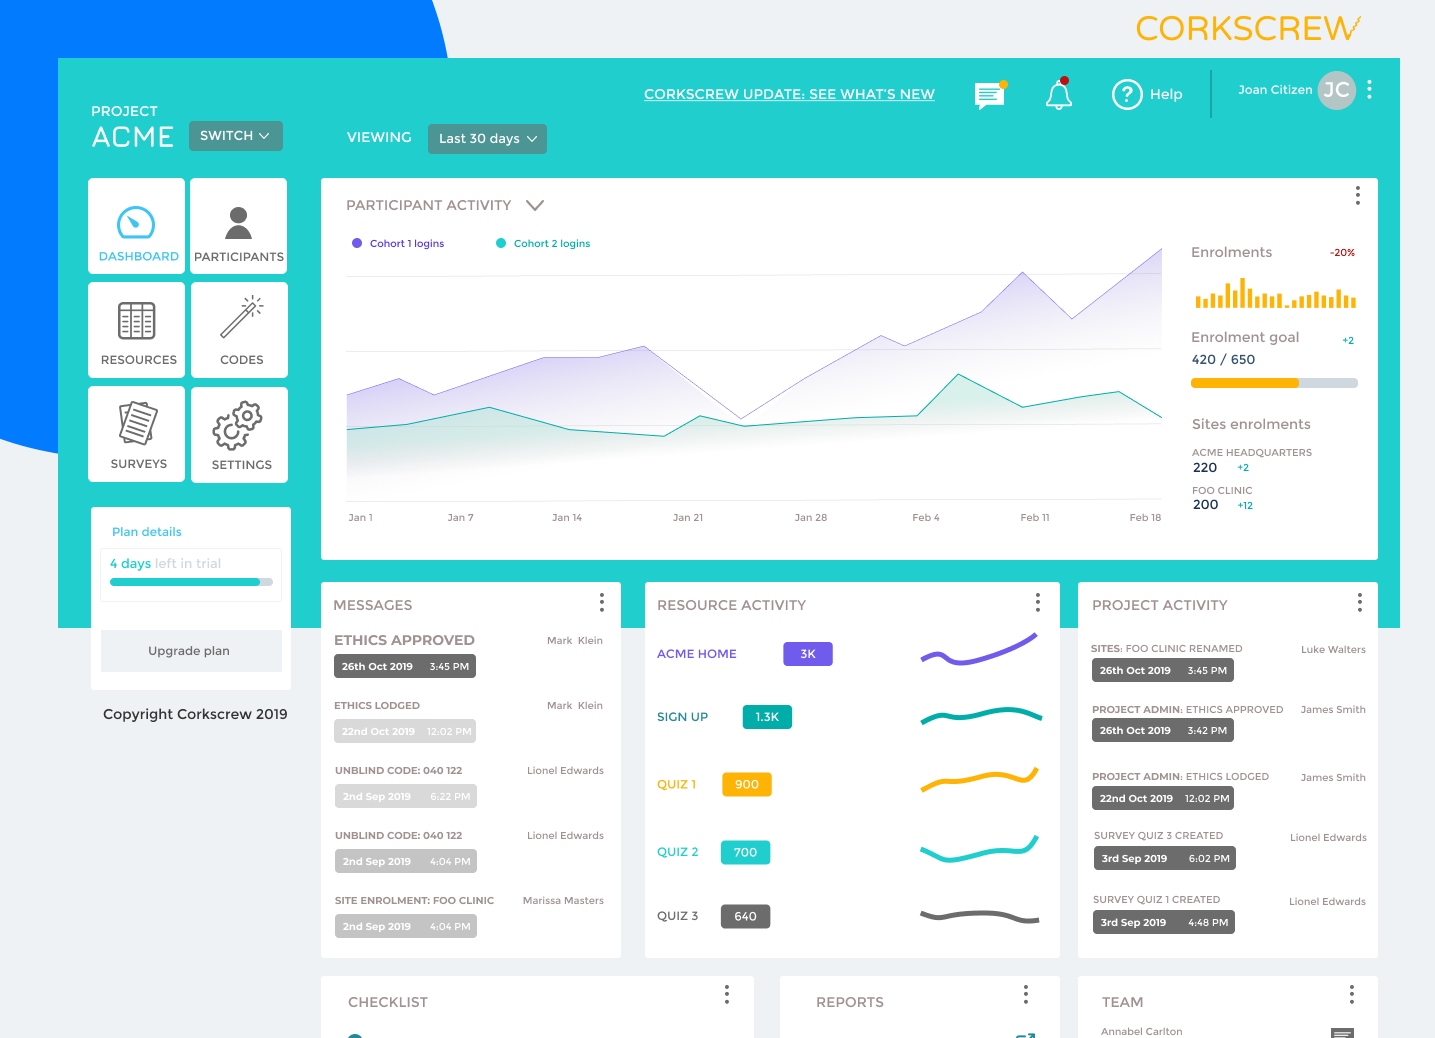 CORKSCREW
CORKSCREW UPDATE: SEE WHAT'S NEW
Help
Joan Citizen
JC
PROJECT
ACME
SWITCH
VIEWING
Last 30 days
DASHBOARD
PARTICIPANTS
RESOURCES
CODES
SURVEYS
SETTINGS
Plan details
4 days left in trial
Upgrade plan
Copyright Corkscrew 2019
PARTICIPANT ACTIVITY
Cohort 1 logins
Cohort 2 logins
Jan 1
Jan 7
Jan 14
Jan 21
Jan 28
Feb 4
Feb 11
Feb 18
Enrolments
-20%
Enrolment goal
+2
420 / 650
Sites enrolments
ACME HEADQUARTERS
220 +2
FOO CLINIC
200 +12
MESSAGES
ETHICS APPROVED
Mark Klein
26th Oct 2019 3:45 PM
ETHICS LODGED
Mark Klein
22nd Oct 2019 12:02 PM
UNBLIND CODE: 040 122
Lionel Edwards
2nd Sep 2019 6:22 PM
UNBLIND CODE: 040 122
Lionel Edwards
2nd Sep 2019 4:04 PM
SITE ENROLMENT: FOO CLINIC
Marissa Masters
2nd Sep 2019 4:04 PM
RESOURCE ACTIVITY
ACME HOME 3K
SIGN UP 1.3K
QUIZ 1 900
QUIZ 2 700
QUIZ 3 640
PROJECT ACTIVITY
SITES: FOO CLINIC RENAMED
Luke Walters
26th Oct 2019 3:45 PM
PROJECT ADMIN: ETHICS APPROVED
James Smith
26th Oct 2019 3:42 PM
PROJECT ADMIN: ETHICS LODGED
James Smith
22nd Oct 2019 12:02 PM
SURVEY QUIZ 3 CREATED
Lionel Edwards
3rd Sep 2019 6:02 PM
SURVEY QUIZ 1 CREATED
Lionel Edwards
3rd Sep 2019 4:48 PM
CHECKLIST
REPORTS
TEAM
Annabel Carlton